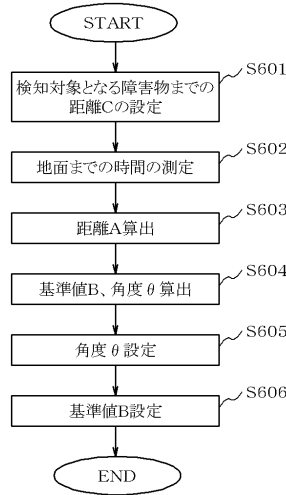 START
検知対象となる障害物までの
距離Cの設定
S601
地面までの時間の測定
S602
距離A算出
S603
基準値B、角度θ算出
S604
角度θ設定
S605
基準値B設定
S606
END